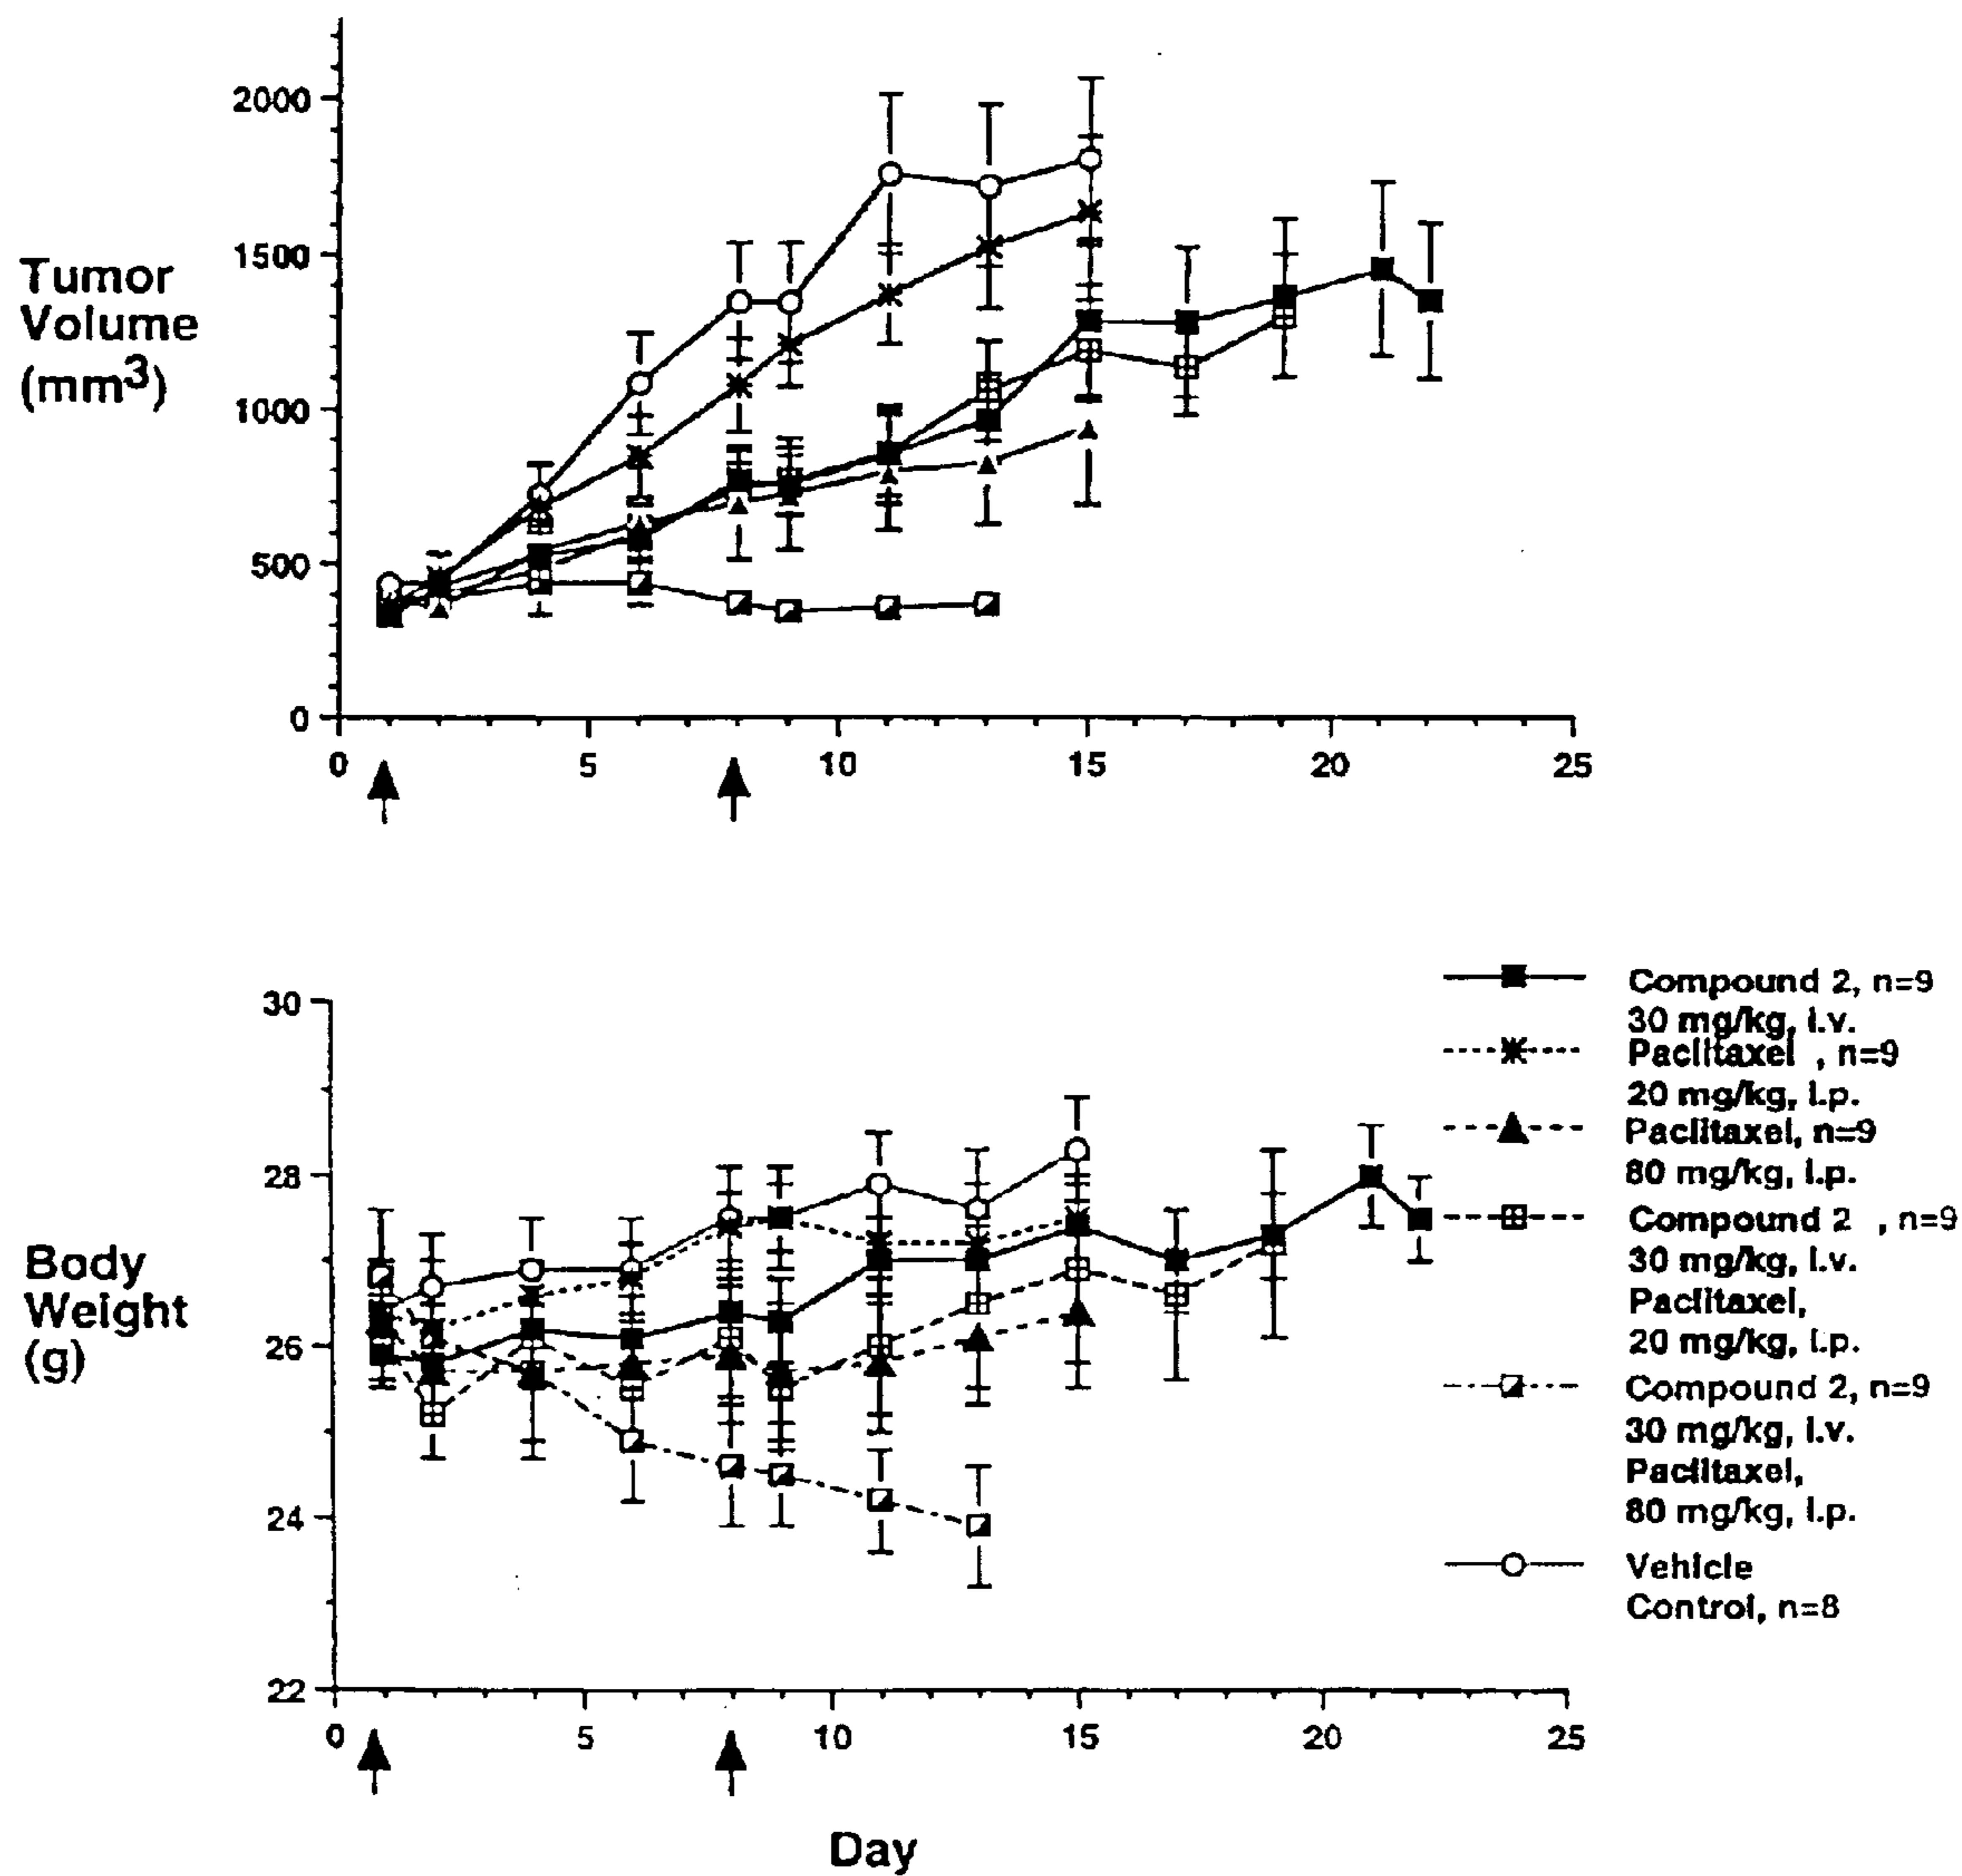 2000
Tumor
Volume
(mm3)
1500
1000
500
0
0 5 10 15 20 25
30
Body
Weight
(g)
28
26
24
22
0 5 10 15 20 25
Day
Compound 2, n=9
30 mg/kg, i.v.
Paclitaxel , n=9
20 mg/kg, i.p.
Paclitaxel, n=9
80 mg/kg, i.p.
Compound 2 , n=9
30 mg/kg, i.v.
Paclitaxel,
20 mg/kg, i.p.
Compound 2, n=9
30 mg/kg, i.v.
Paclitaxel,
80 mg/kg, i.p.
Vehicle
Control, n=8